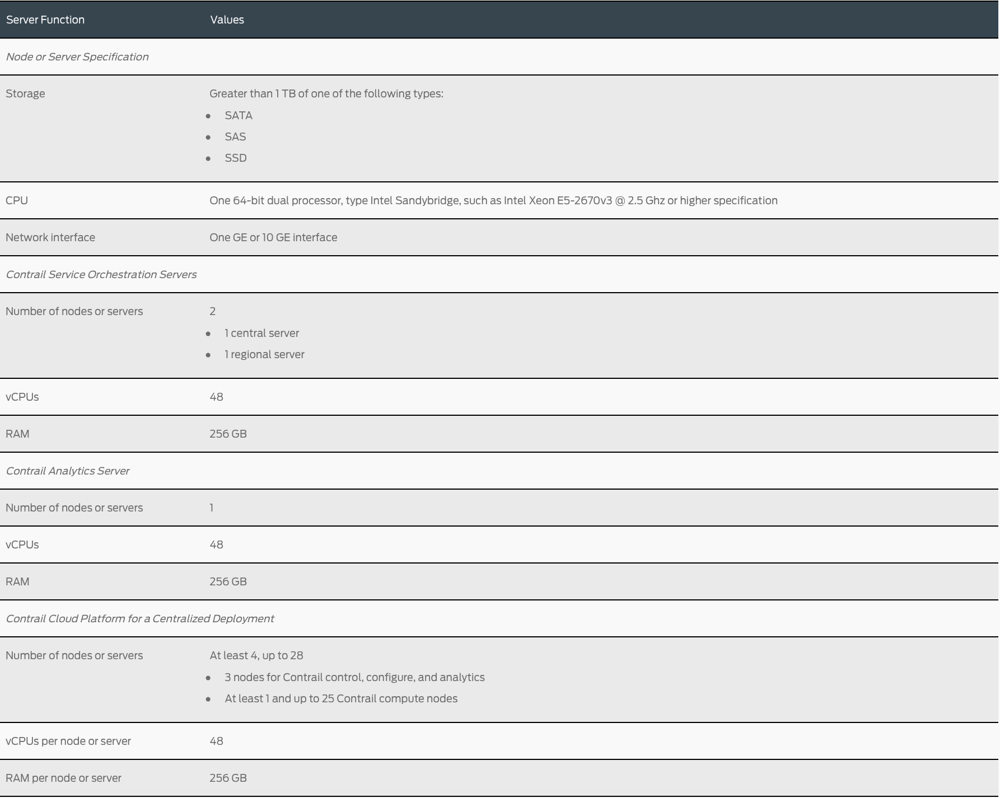 Server Function Values
Node or Server Specification
Storage Greater than 1 TB of one of the following types:
● SATA
● SAS
● SSD
CPU One 64-bit dual processor, type Intel Sandybridge, such as Intel Xeon E5-2670v3 @ 2.5 Ghz or higher specification
Network interface One GE or 10 GE interface
Contrail Service Orchestration Servers
Number of nodes or servers 2
● 1 central server
● 1 regional server
vCPUs 48
RAM 256 GB
Contrail Analytics Server
Number of nodes or servers 1
vCPUs 48
RAM 256 GB
Contrail Cloud Platform for a Centralized Deployment
Number of nodes or servers At least 4, up to 28
● 3 nodes for Contrail control, configure, and analytics
● At least 1 and up to 25 Contrail compute nodes
vCPUs per node or server 48
RAM per node or server 256 GB